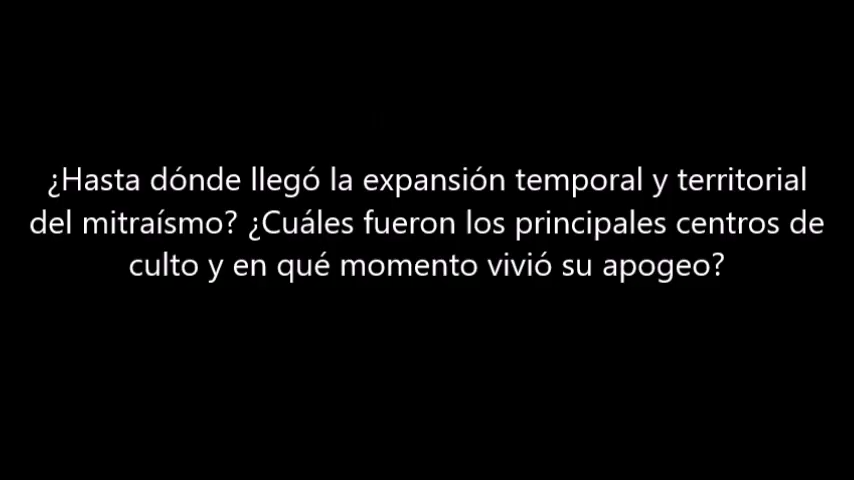 ¿Hasta dónde llegó la expansión temporal y territorial
del mitraísmo? ¿Cuáles fueron los principales centros de
culto y en qué momento vivió su apogeo?